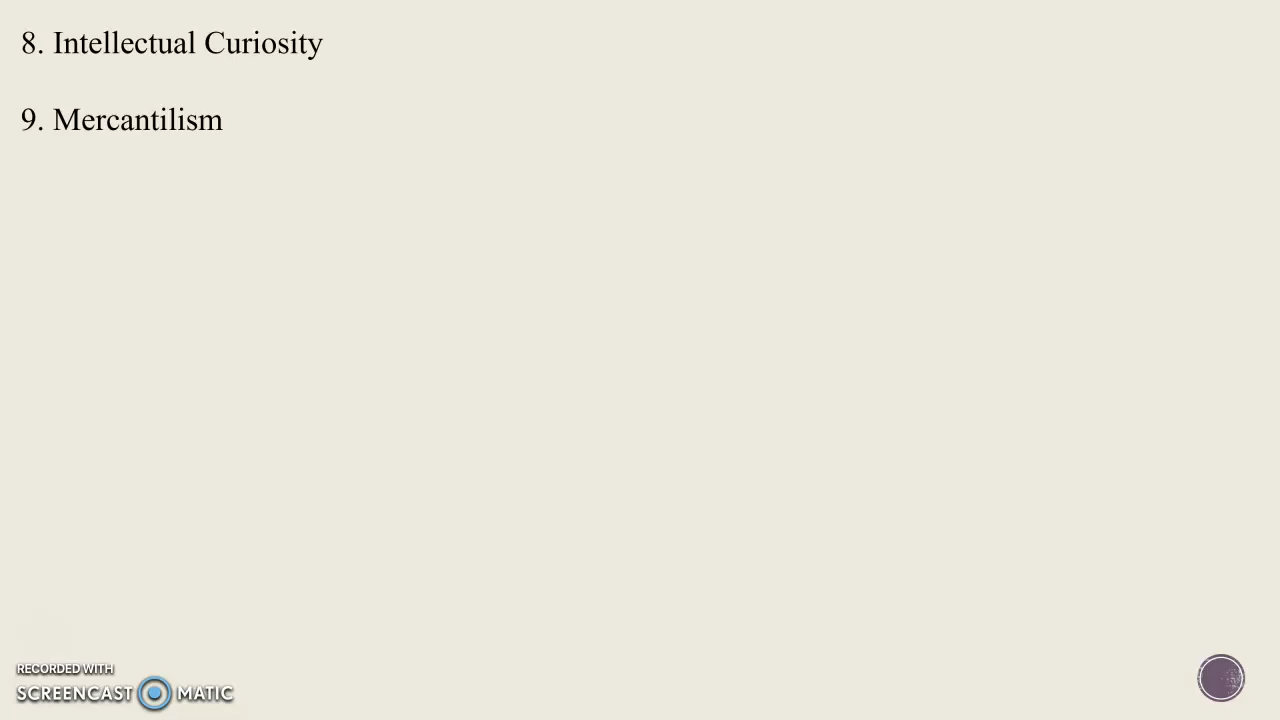 8. Intellectual Curiosity
9. Mercantilism
RECORDED WITH
SCREENCAST MATIC